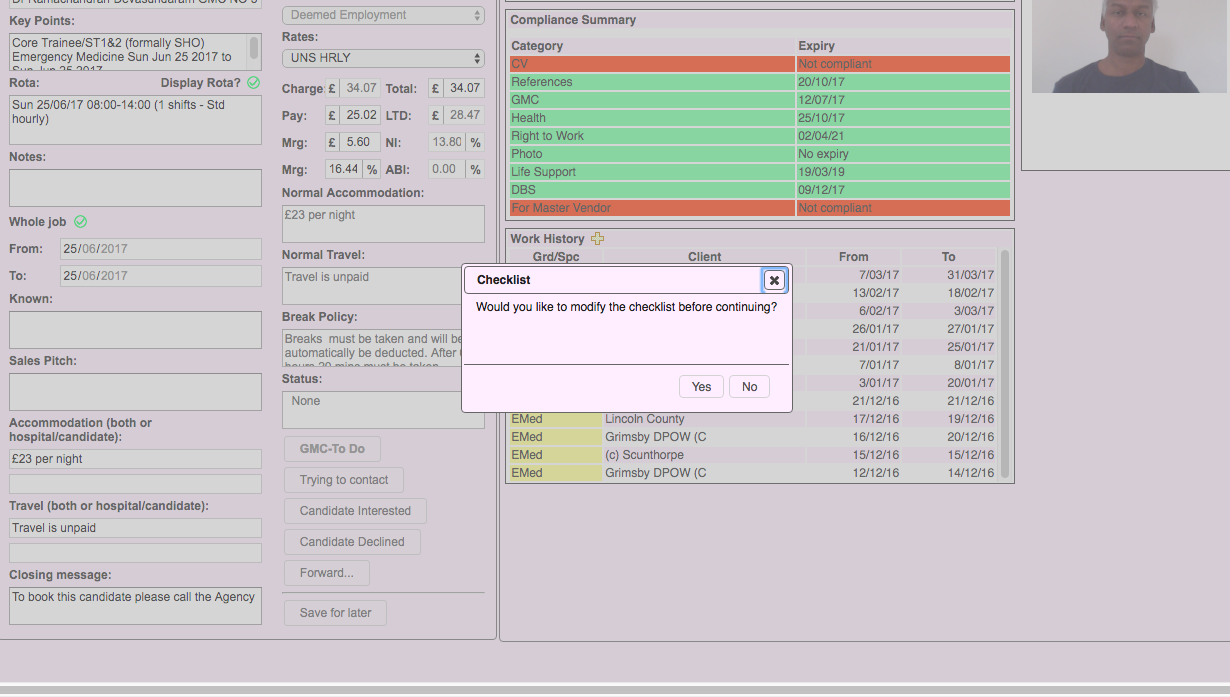 Deemed Employment
Key Points:
Core Trainee/ST1&2 (formally SHO)
Emergency Medicine Sun Jun 25 2017 to
Sun Jun 25 2017
Rota: Display Rota?
Sun 25/06/17 08:00-14:00 (1 shifts - Std
hourly)
Notes:
Whole job
From: 25/06/2017
To: 25/06/2017
Known:
Sales Pitch:
Accommodation (both or
hospital/candidate):
£23 per night
Travel (both or hospital/candidate):
Travel is unpaid
Closing message:
To book this candidate please call the Agency
Rates:
UNS HRLY
Charge £ 34.07 Total: £ 34.07
Pay: £ 25.02 LTD: £ 28.47
Mrg: £ 5.60 NI: 13.80 %
Mrg: 16.44 % ABI: 0.00 %
Normal Accommodation:
£23 per night
Normal Travel:
Travel is unpaid
Break Policy:
Breaks must be taken and will be
automatically be deducted. After
hours 20 mins must be taken
Status:
None
GMC-To Do
Trying to contact
Candidate Interested
Candidate Declined
Forward...
Save for later
Compliance Summary
Category Expiry
CV Not compliant
References 20/10/17
GMC 12/07/17
Health 25/10/17
Right to Work 02/04/21
Photo No expiry
Life Support 19/03/19
DBS 09/12/17
For Master Vendor Not compliant
Work History
Grd/Spc Client From To
7/03/17 31/03/17
13/02/17 18/02/17
6/02/17 3/03/17
26/01/17 27/01/17
21/01/17 25/01/17
7/01/17 8/01/17
3/01/17 20/01/17
21/12/16 21/12/16
EMed Lincoln County 17/12/16 19/12/16
EMed Grimsby DPOW (C 16/12/16 20/12/16
EMed (c) Scunthorpe 15/12/16 15/12/16
EMed Grimsby DPOW (C 12/12/16 14/12/16
Checklist
Would you like to modify the checklist before continuing?
Yes No